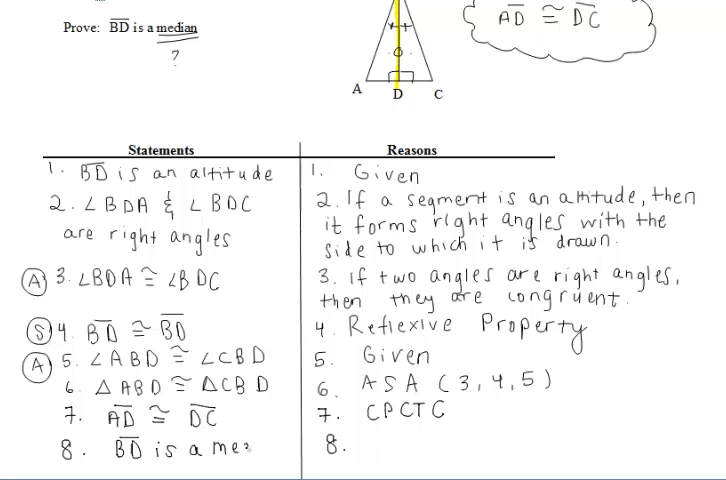 Prove: BD is a median
?
AD ≅ DC
A D C
Statements Reasons
1. BD is an altitude
1. Given
2. ∠BDA & ∠BDC
are right angles
2. If a segment is an altitude, then
it forms right angles with the
side to which it is drawn.
A 3. ∠BDA ≅ ∠BDC
3. If two angles are right angles,
then they are congruent.
S 4. BD ≅ BD
4. Reflexive Property
A 5. ∠ABD ≅ ∠CBD
5. Given
6. △ABD ≅ △CBD
6. ASA (3,4,5)
7. AD ≅ DC
7. CPCTC
8. BD is a me
8.